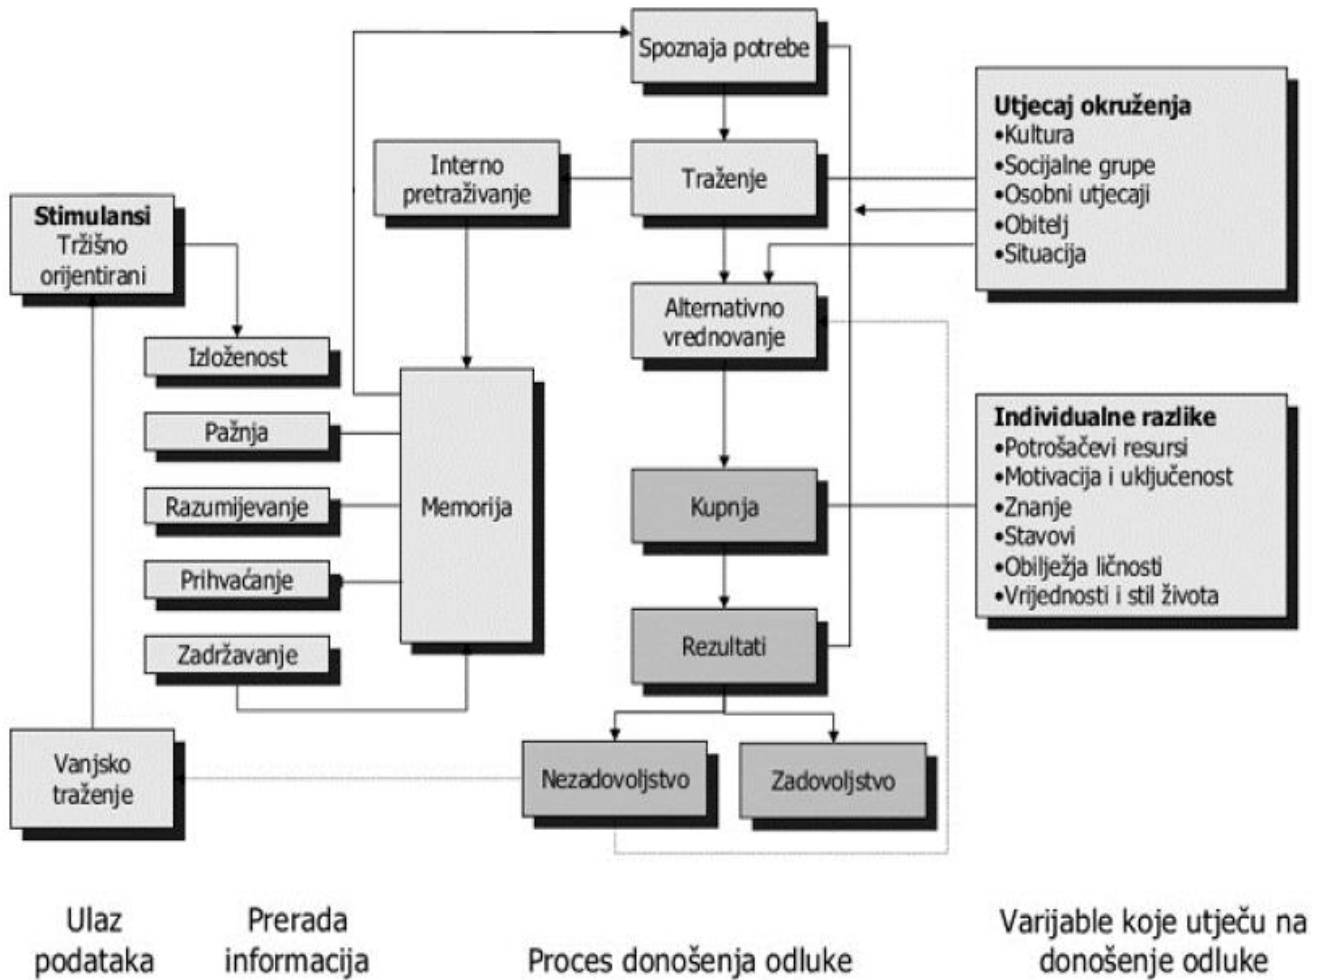 Spoznaja potrebe
Utjecaj okruženja
•Kultura
•Socijalne grupe
•Osobni utjecaji
•Obitelj
•Situacija
Interno
pretraživanje
Traženje
Stimulansi
Tržišno
orijentirani
Alternativno
vrednovanje
Izloženost
Pažnja
Razumijevanje
Prihvaćanje
Zadržavanje
Memorija
Kupnja
Individualne razlike
•Potrošačevi resursi
•Motivacija i uključenost
•Znanje
•Stavovi
•Obilježja ličnosti
•Vrijednosti i stil života
Rezultati
Vanjsko
traženje
Nezadovoljstvo
Zadovoljstvo
Ulaz
podataka
Prerada
informacija
Proces donošenja odluke
Varijable koje utječu na
donošenje odluke